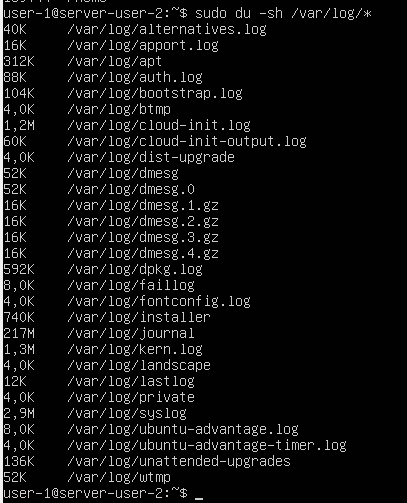 user-1@server-user-2:~$ sudo du -sh /var/log/*
40K /var/log/alternatives.log
16K /var/log/apport.log
312K /var/log/apt
88K /var/log/auth.log
104K /var/log/bootstrap.log
4,0K /var/log/btmp
1,2M /var/log/cloud-init.log
60K /var/log/cloud-init-output.log
4,0K /var/log/dist-upgrade
52K /var/log/dmesg
52K /var/log/dmesg.0
16K /var/log/dmesg.1.gz
16K /var/log/dmesg.2.gz
16K /var/log/dmesg.3.gz
16K /var/log/dmesg.4.gz
592K /var/log/dpkg.log
8,0K /var/log/faillog
4,0K /var/log/fontconfig.log
740K /var/log/installer
217M /var/log/journal
1,3M /var/log/kern.log
4,0K /var/log/landscape
12K /var/log/lastlog
4,0K /var/log/private
2,9M /var/log/syslog
8,0K /var/log/ubuntu-advantage.log
4,0K /var/log/ubuntu-advantage-timer.log
136K /var/log/unattended-upgrades
52K /var/log/wtmp
user-1@server-user-2:~$ _